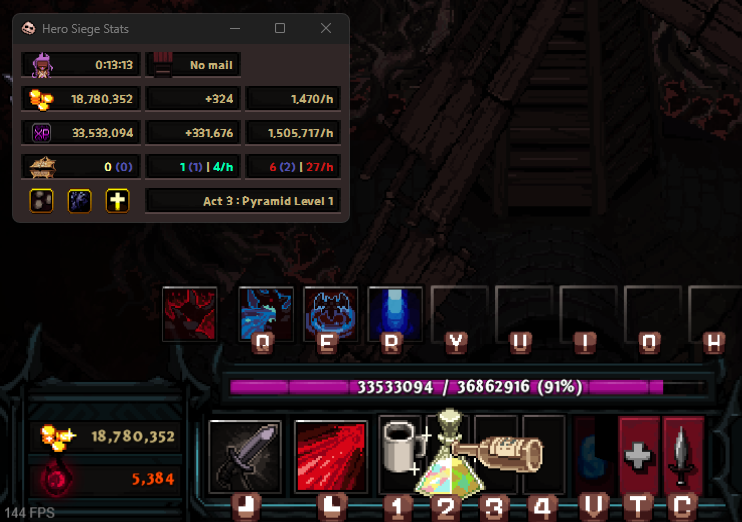 Hero Siege Stats
0:13:13 No mail
18,780,352 +324 1,470/h
XP 33,533,094 +331,676 1,505,717/h
0 (0) 1 (1) | 4/h 6 (2) | 27/h
Act 3 : Pyramid Level 1
Q E R Y U I O H
33533094 / 36862916 (91%)
18,780,352
5,384
1 2 3 4 V T C
144 FPS